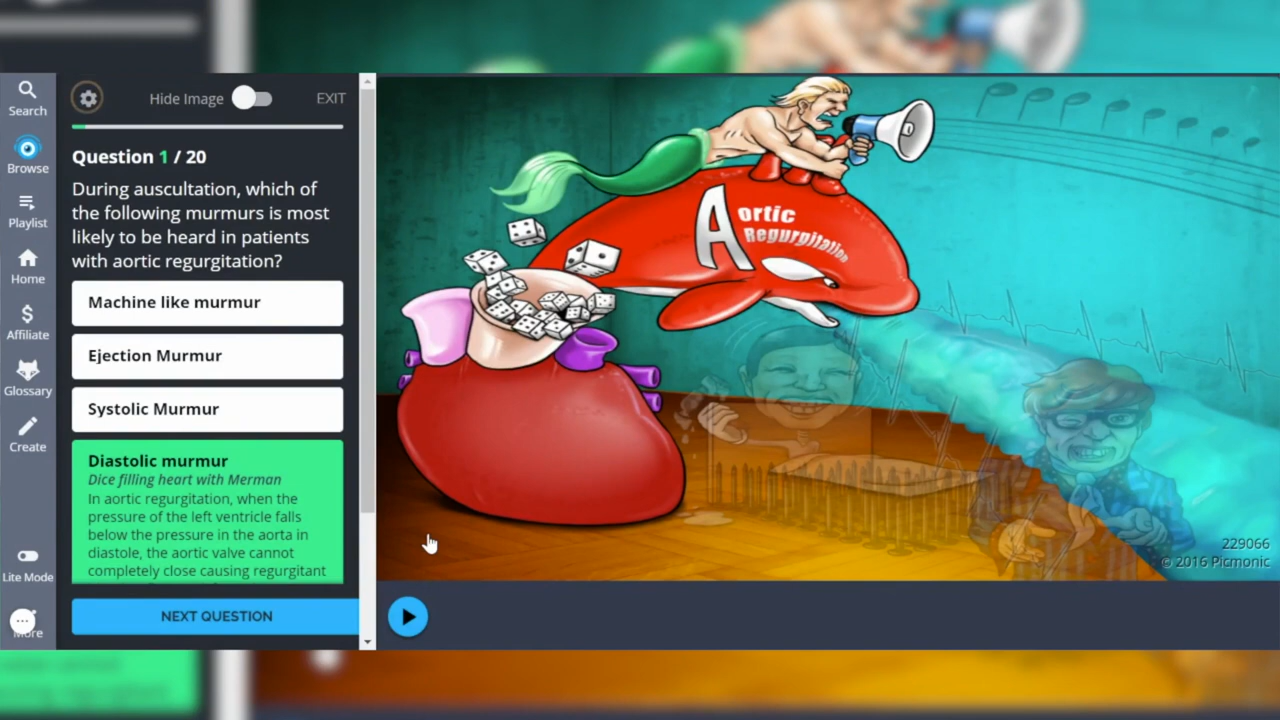 Search
Browse
Playlist
Home
Affiliate
Glossary
Create
Lite Mode
More
Hide Image
EXIT
Question 1 / 20
During auscultation, which of
the following murmurs is most
likely to be heard in patients
with aortic regurgitation?
Machine like murmur
Ejection Murmur
Systolic Murmur
Diastolic murmur
Dice filling heart with Merman
In aortic regurgitation, when the
pressure of the left ventricle falls
below the pressure in the aorta in
diastole, the aortic valve cannot
completely close causing regurgitant
NEXT QUESTION
Aortic
Regurgitation
229066
© 2016 Picmonic